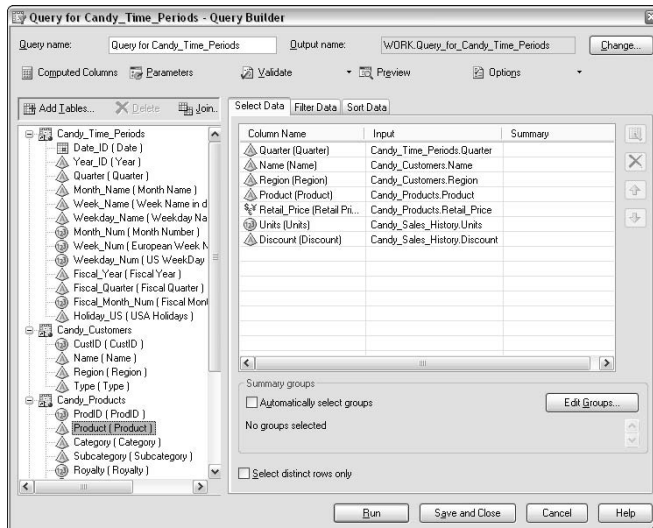 Query for Candy_Time_Periods - Query Builder
Query name: Query for Candy_Time_Periods Output name: WORK.Query_for_Candy_Time_Periods Change...
Computed Columns Parameters Validate Preview Options
Add Tables... Delete Join..
Select Data Filter Data Sort Data
Candy_Time_Periods
Date_ID ( Date )
Year_ID ( Year )
Quarter ( Quarter )
Month_Name ( Month Name )
Week_Name ( Week Name in d
Weekday_Name ( Weekday Na
Month_Num ( Month Number )
Week_Num ( European Week N
Weekday_Num ( US WeekDay
Fiscal_Year ( Fiscal Year )
Fiscal_Quarter ( Fiscal Quarter )
Fiscal_Month_Num ( Fiscal Mont
Holiday_US ( USA Holidays )
Candy_Customers
CustID ( CustID )
Name ( Name )
Region ( Region )
Type ( Type )
Candy_Products
ProdID ( ProdID )
Product ( Product )
Category ( Category )
Subcategory ( Subcategory )
Royalty ( Royalty )
Column Name Input Summary
Quarter (Quarter) Candy_Time_Periods.Quarter
Name (Name) Candy_Customers.Name
Region (Region) Candy_Customers.Region
Product (Product) Candy_Products.Product
Retail_Price (Retail Pri... Candy_Products.Retail_Price
Units (Units) Candy_Sales_History.Units
Discount (Discount) Candy_Sales_History.Discount
Summary groups
Automatically select groups Edit Groups...
No groups selected
Select distinct rows only
Run Save and Close Cancel Help